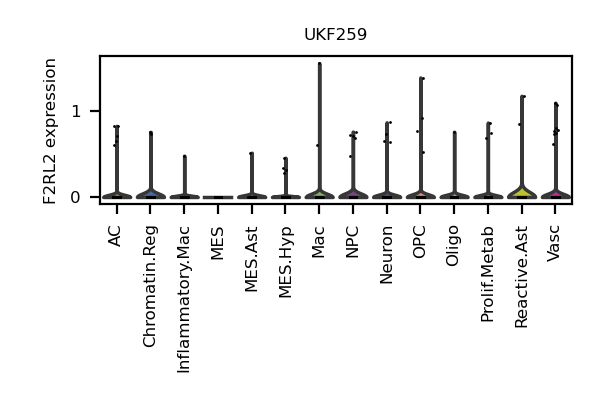 UKF259
F2RL2 expression
1
0
AC
Chromatin.Reg
Inflammatory.Mac
MES
MES.Ast
MES.Hyp
Mac
NPC
Neuron
OPC
Oligo
Prolif.Metab
Reactive.Ast
Vasc